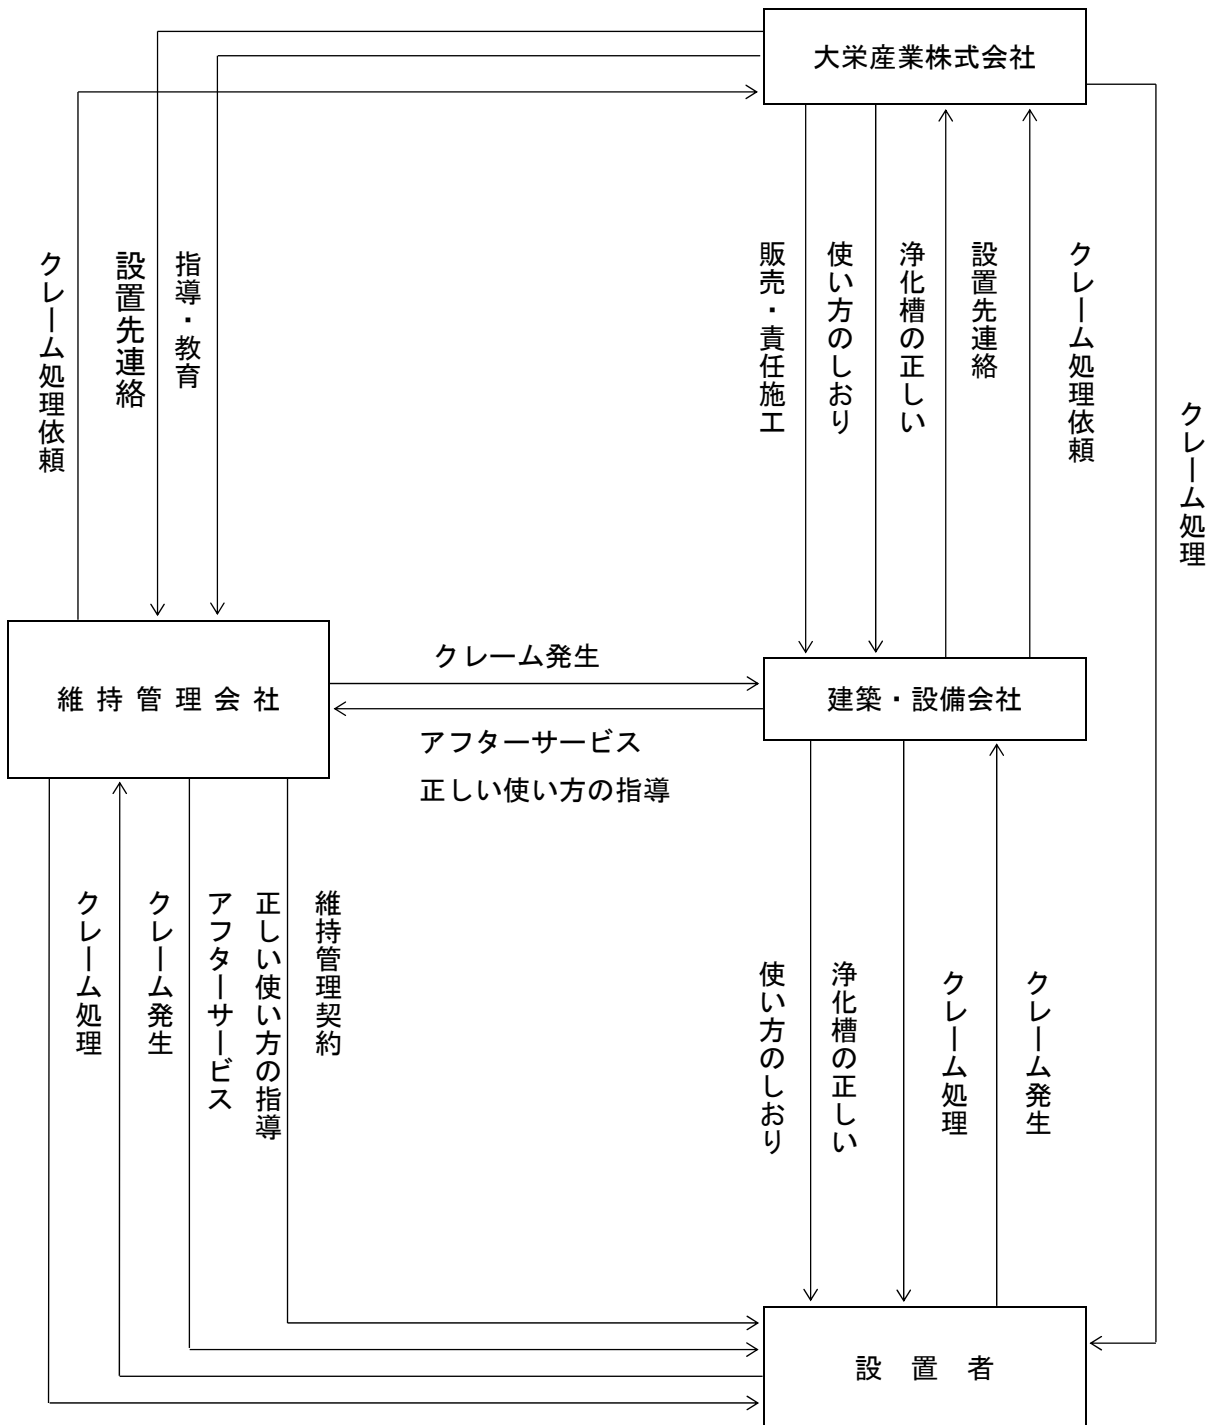 大栄産業株式会社
クレーム処理依頼
設置先連絡
指導・教育
販売・責任施工
浄化槽の正しい
使い方のしおり
設置先連絡
クレーム処理依頼
クレーム処理
維持管理会社
クレーム発生
建築・設備会社
アフターサービス
正しい使い方の指導
クレーム処理
クレーム発生
アフターサービス
正しい使い方の指導
維持管理契約
浄化槽の正しい
使い方のしおり
クレーム処理
クレーム発生
設置者